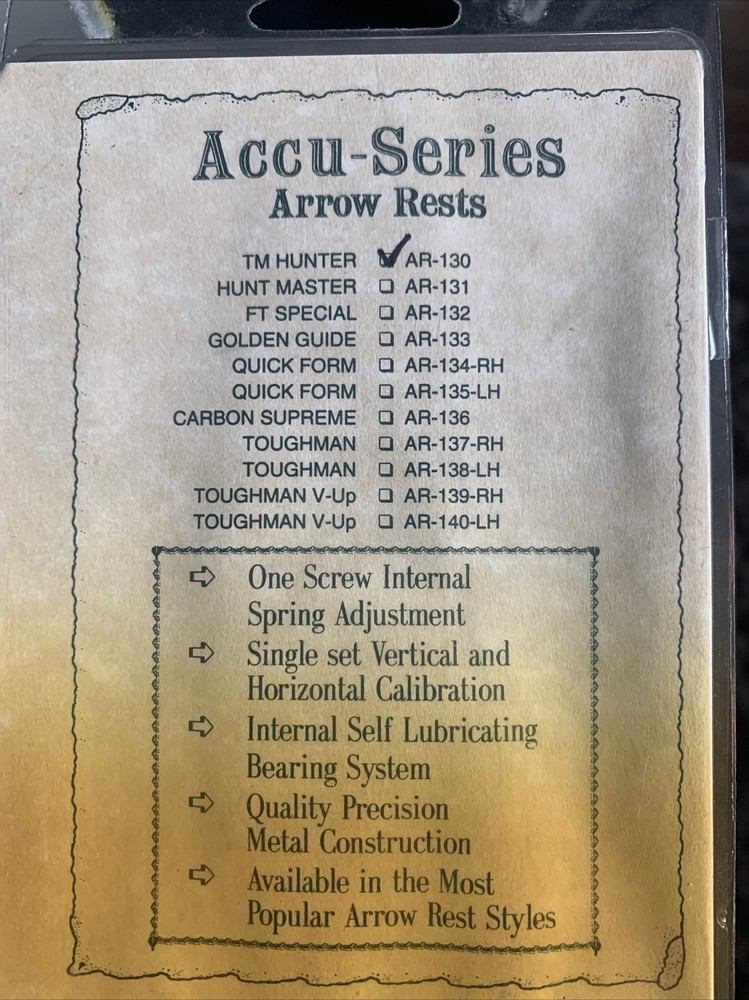 Accu-Series
Arrow Rests
TM HUNTER ☑ AR-130
HUNT MASTER ❏ AR-131
FT SPECIAL ❏ AR-132
GOLDEN GUIDE ❏ AR-133
QUICK FORM ❏ AR-134-RH
QUICK FORM ❏ AR-135-LH
CARBON SUPREME ❏ AR-136
TOUGHMAN ❏ AR-137-RH
TOUGHMAN ❏ AR-138-LH
TOUGHMAN V-Up ❏ AR-139-RH
TOUGHMAN V-Up ❏ AR-140-LH
➪ One Screw Internal
Spring Adjustment
➪ Single set Vertical and
Horizontal Calibration
➪ Internal Self Lubricating
Bearing System
➪ Quality Precision
Metal Construction
➪ Available in the Most
Popular Arrow Rest Styles